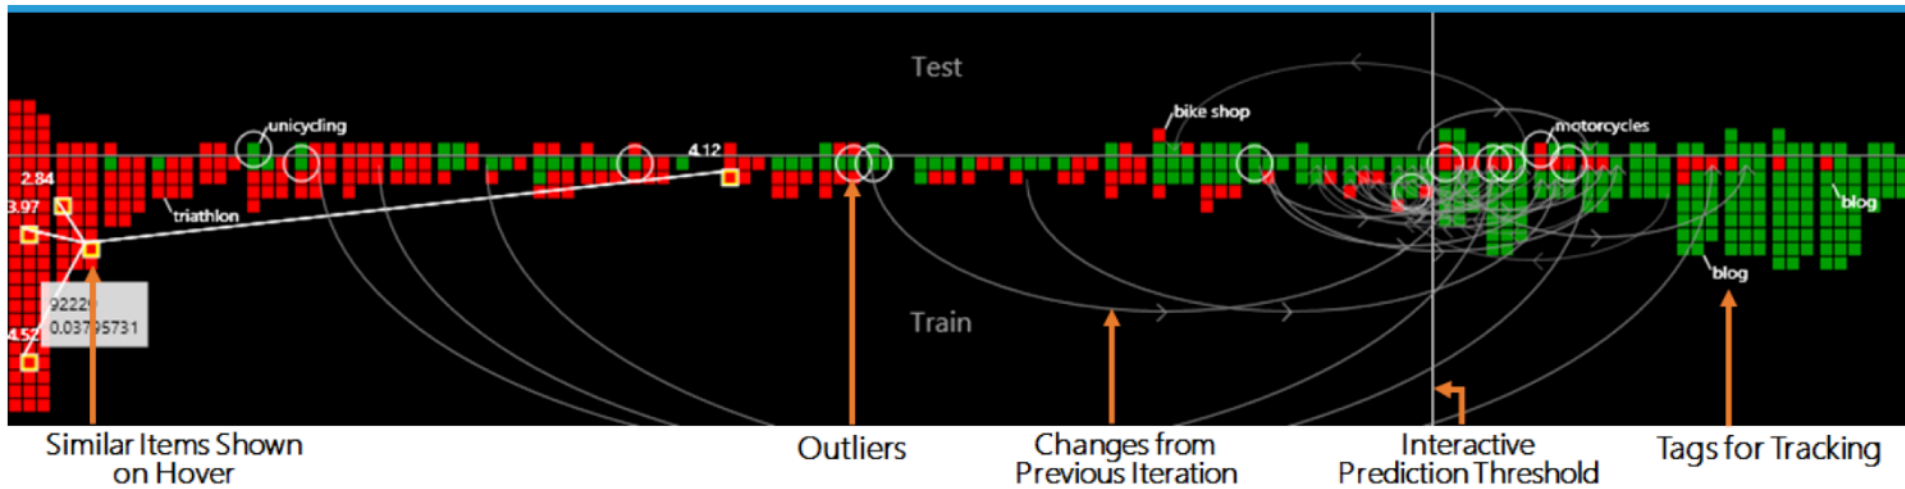 Test
bike shop
unicycling
motorcycles
4.12
2.84
3.97
triathlon
blog
blog
92229
0.03795731
4.52
Train
Similar Items Shown
on Hover
Outliers
Changes from
Previous Iteration
Interactive
Prediction Threshold
Tags for Tracking